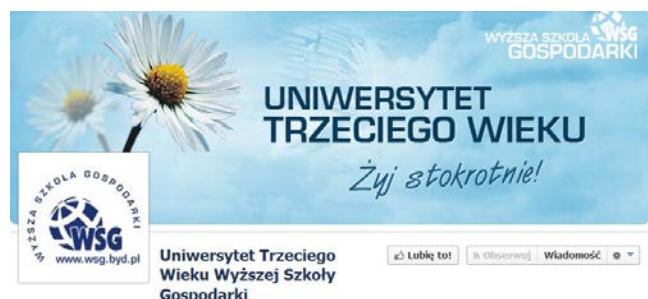 WYŻSZA SZKOŁA WSG
GOSPODARKI
UNIWERSYTET
TRZECIEGO WIEKU
Żyj stokrotnie!
WYŻSZA SZKOŁA GOSPODARKI
WSG
www.wsg.byd.pl
Uniwersytet Trzeciego
Wieku Wyższej Szkoły
Gospodarki
Lubię to!
Obserwuj
Wiadomość